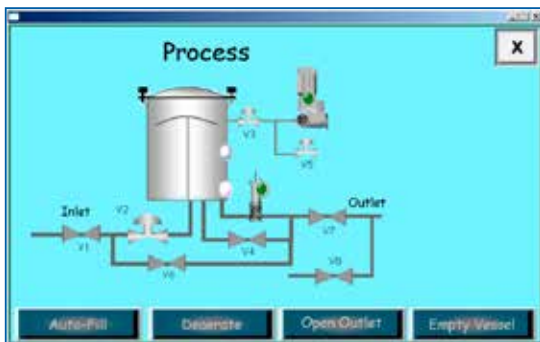 Process
X
V3
V5
Inlet
V2
Outlet
V1
V7
V4
V6
V8
Auto-Fill
Deaerate
Open Outlet
Empty Vessel